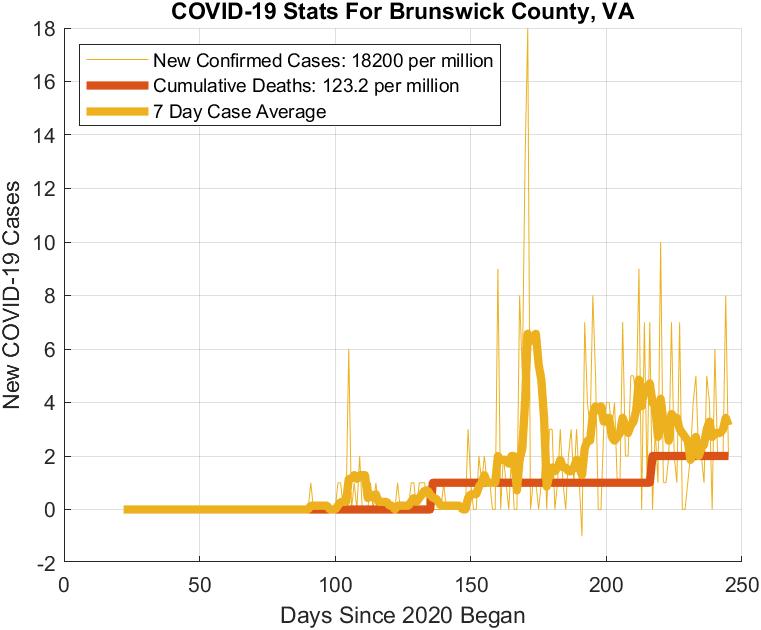 COVID-19 Stats For Brunswick County, VA
New Confirmed Cases: 18200 per million
Cumulative Deaths: 123.2 per million
7 Day Case Average
New COVID-19 Cases
18
16
14
12
10
8
6
4
2
0
-2
0 50 100 150 200 250
Days Since 2020 Began